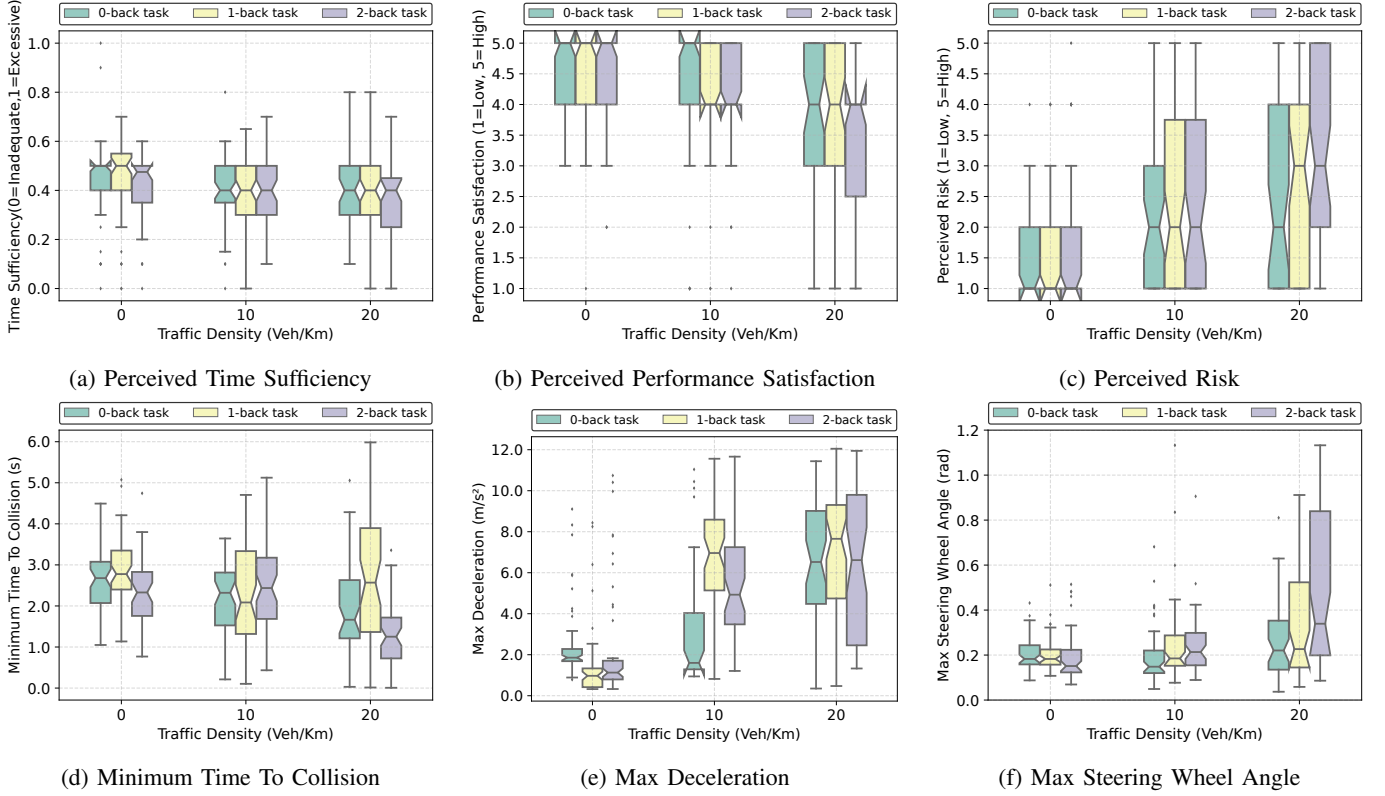 0-back task 1-back task 2-back task
Time Sufficiency(0=Inadequate,1=Excessive)
1.0
0.8
0.6
0.4
0.2
0.0
0 10 20
Traffic Density (Veh/Km)
(a) Perceived Time Sufficiency
0-back task 1-back task 2-back task
Performance Satisfaction (1=Low, 5=High)
5.0
4.5
4.0
3.5
3.0
2.5
2.0
1.5
1.0
0 10 20
Traffic Density (Veh/Km)
(b) Perceived Performance Satisfaction
0-back task 1-back task 2-back task
Perceived Risk (1=Low, 5=High)
5.0
4.5
4.0
3.5
3.0
2.5
2.0
1.5
1.0
0 10 20
Traffic Density (Veh/Km)
(c) Perceived Risk
0-back task 1-back task 2-back task
Minimum Time To Collision (s)
6.0
5.0
4.0
3.0
2.0
1.0
0.0
0 10 20
Traffic Density (Veh/Km)
(d) Minimum Time To Collision
0-back task 1-back task 2-back task
Max Deceleration (m/s²)
12.0
10.0
8.0
6.0
4.0
2.0
0.0
0 10 20
Traffic Density (Veh/Km)
(e) Max Deceleration
0-back task 1-back task 2-back task
Max Steering Wheel Angle (rad)
1.2
1.0
0.8
0.6
0.4
0.2
0.0
0 10 20
Traffic Density (Veh/Km)
(f) Max Steering Wheel Angle